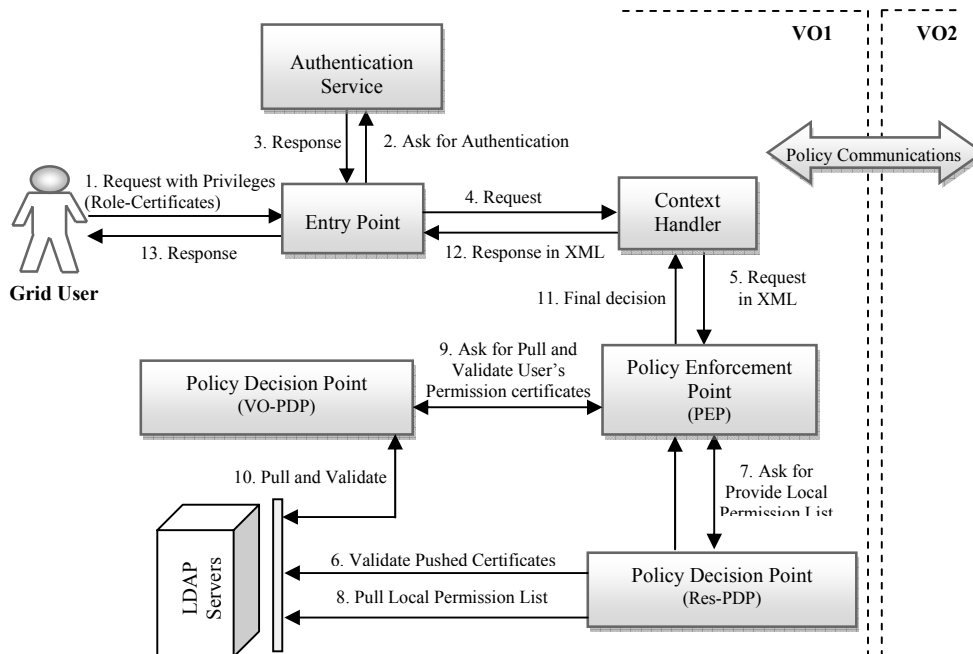 VO1
VO2
Authentication
Service
3. Response
2. Ask for Authentication
Policy Communications
1. Request with Privileges
(Role-Certificates)
Entry Point
4. Request
Context
Handler
13. Response
12. Response in XML
Grid User
11. Final decision
5. Request
in XML
9. Ask for Pull and
Validate User's
Permission certificates
Policy Decision Point
(VO-PDP)
Policy Enforcement
Point
(PEP)
10. Pull and Validate
7. Ask for
Provide Local
Permission List
LDAP
Servers
6. Validate Pushed Certificates
8. Pull Local Permission List
Policy Decision Point
(Res-PDP)